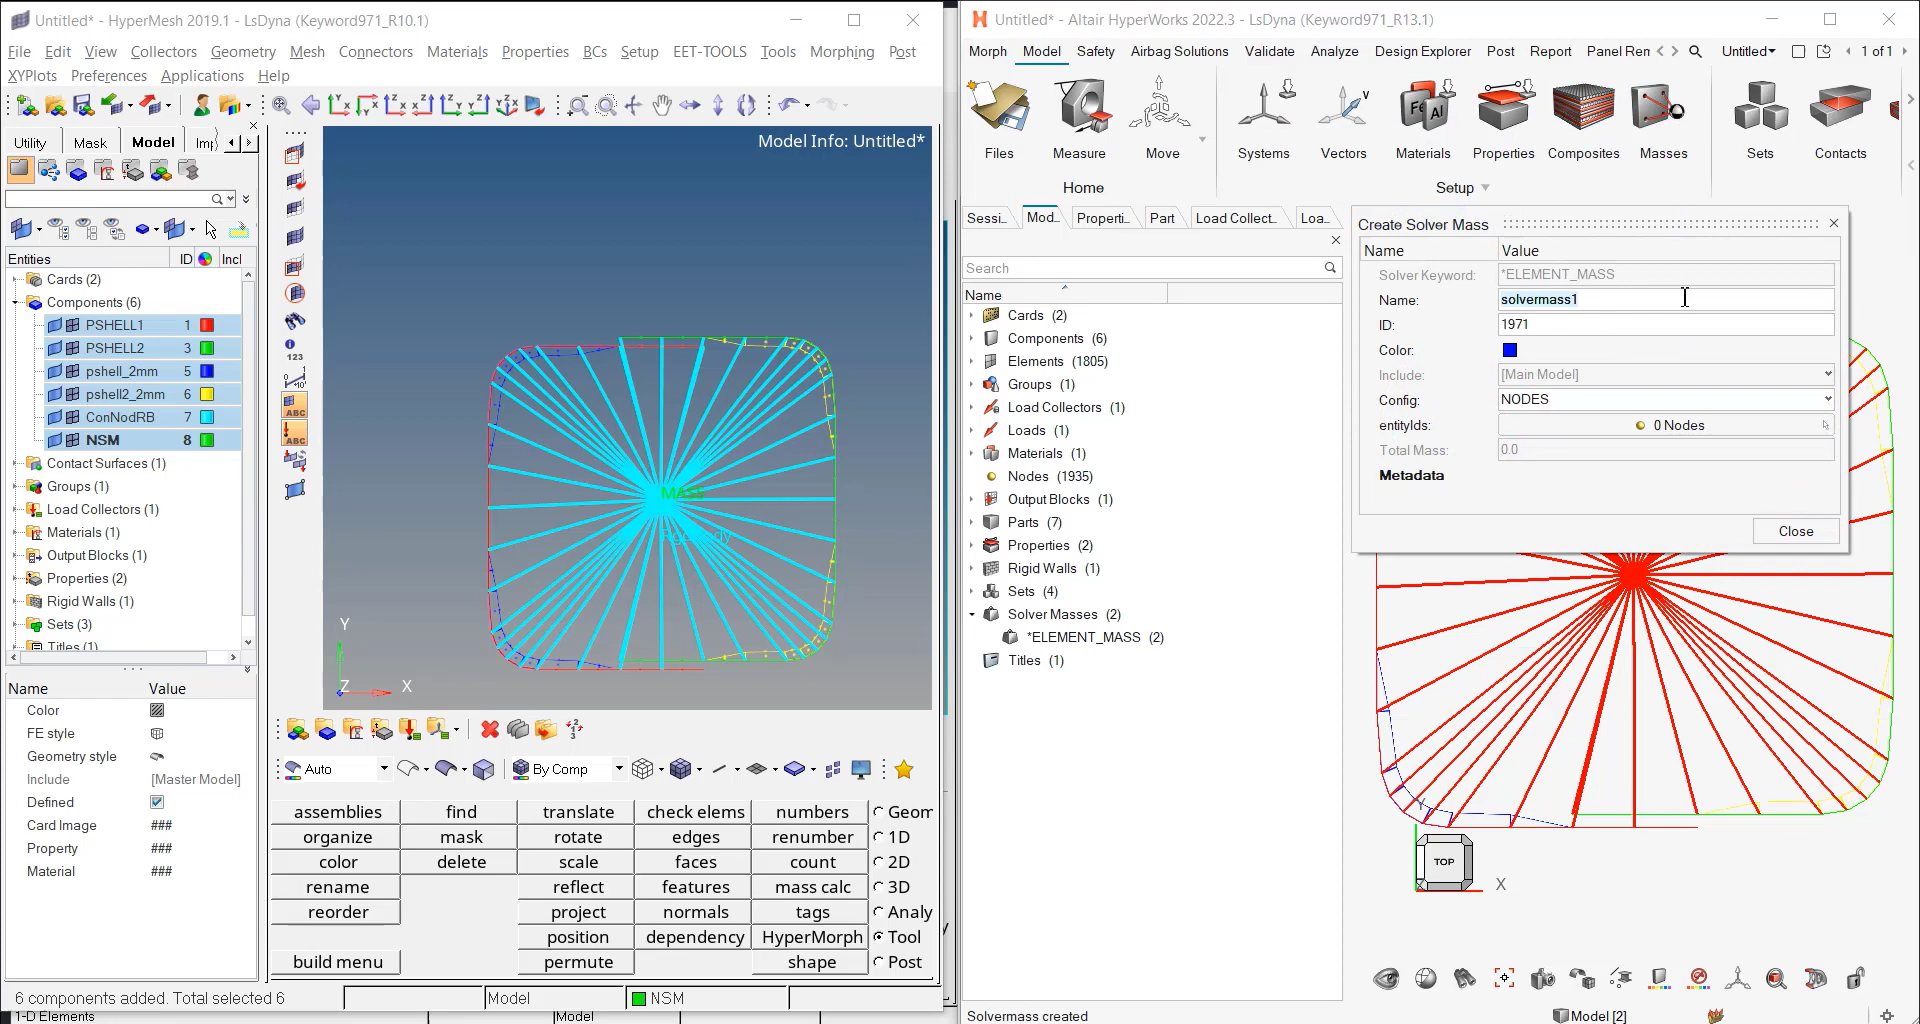 Untitled* - HyperMesh 2019.1 - LsDyna (Keyword971_R10.1)
File Edit View Collectors Geometry Mesh Connectors Materials Properties BCs Setup EET-TOOLS Tools Morphing Post
XYPlots Preferences Applications Help
Utility Mask Model
Model Info: Untitled*
Entities ID Incl
Cards (2)
Components (6)
PSHELL1 1
PSHELL2 3
pshell_2mm 5
pshell2_2mm 6
ConNodRB 7
NSM 8
Contact Surfaces (1)
Groups (1)
Load Collectors (1)
Materials (1)
Output Blocks (1)
Properties (2)
Rigid Walls (1)
Sets (3)
Titles (1)
Name Value
Color
FE style
Geometry style
Include [Master Model]
Defined
Card Image ###
Property ###
Material ###
123
ABC
ABC
MASS
Y
Z X
Auto By Comp
assemblies find translate check elems numbers Geom
organize mask rotate edges renumber 1D
color delete scale faces count 2D
rename reflect features mass calc 3D
reorder project normals tags Analy
position dependency HyperMorph Tool
build menu permute shape Post
6 components added. Total selected 6 Model NSM
1-D Elements Model
Untitled* - Altair HyperWorks 2022.3 - LsDyna (Keyword971_R13.1)
Morph Model Safety Airbag Solutions Validate Analyze Design Explorer Post Report Panel Ren Untitled 1 of 1
Files Measure Move Systems Vectors Materials Properties Composites Masses Sets Contacts
Home Setup
Sessi.. Mod.. Properti.. Part Load Collect.. Loa...
Search
Name
Cards (2)
Components (6)
Elements (1805)
Groups (1)
Load Collectors (1)
Loads (1)
Materials (1)
Nodes (1935)
Output Blocks (1)
Parts (7)
Properties (2)
Rigid Walls (1)
Sets (4)
Solver Masses (2)
*ELEMENT_MASS (2)
Titles (1)
Create Solver Mass
Name Value
Solver Keyword: *ELEMENT_MASS
Name: solvermass1
ID: 1971
Color:
Include: [Main Model]
Config: NODES
entityIds: 0 Nodes
Total Mass: 0.0
Metadata
Close
TOP
X
Solvermass created Model [2]